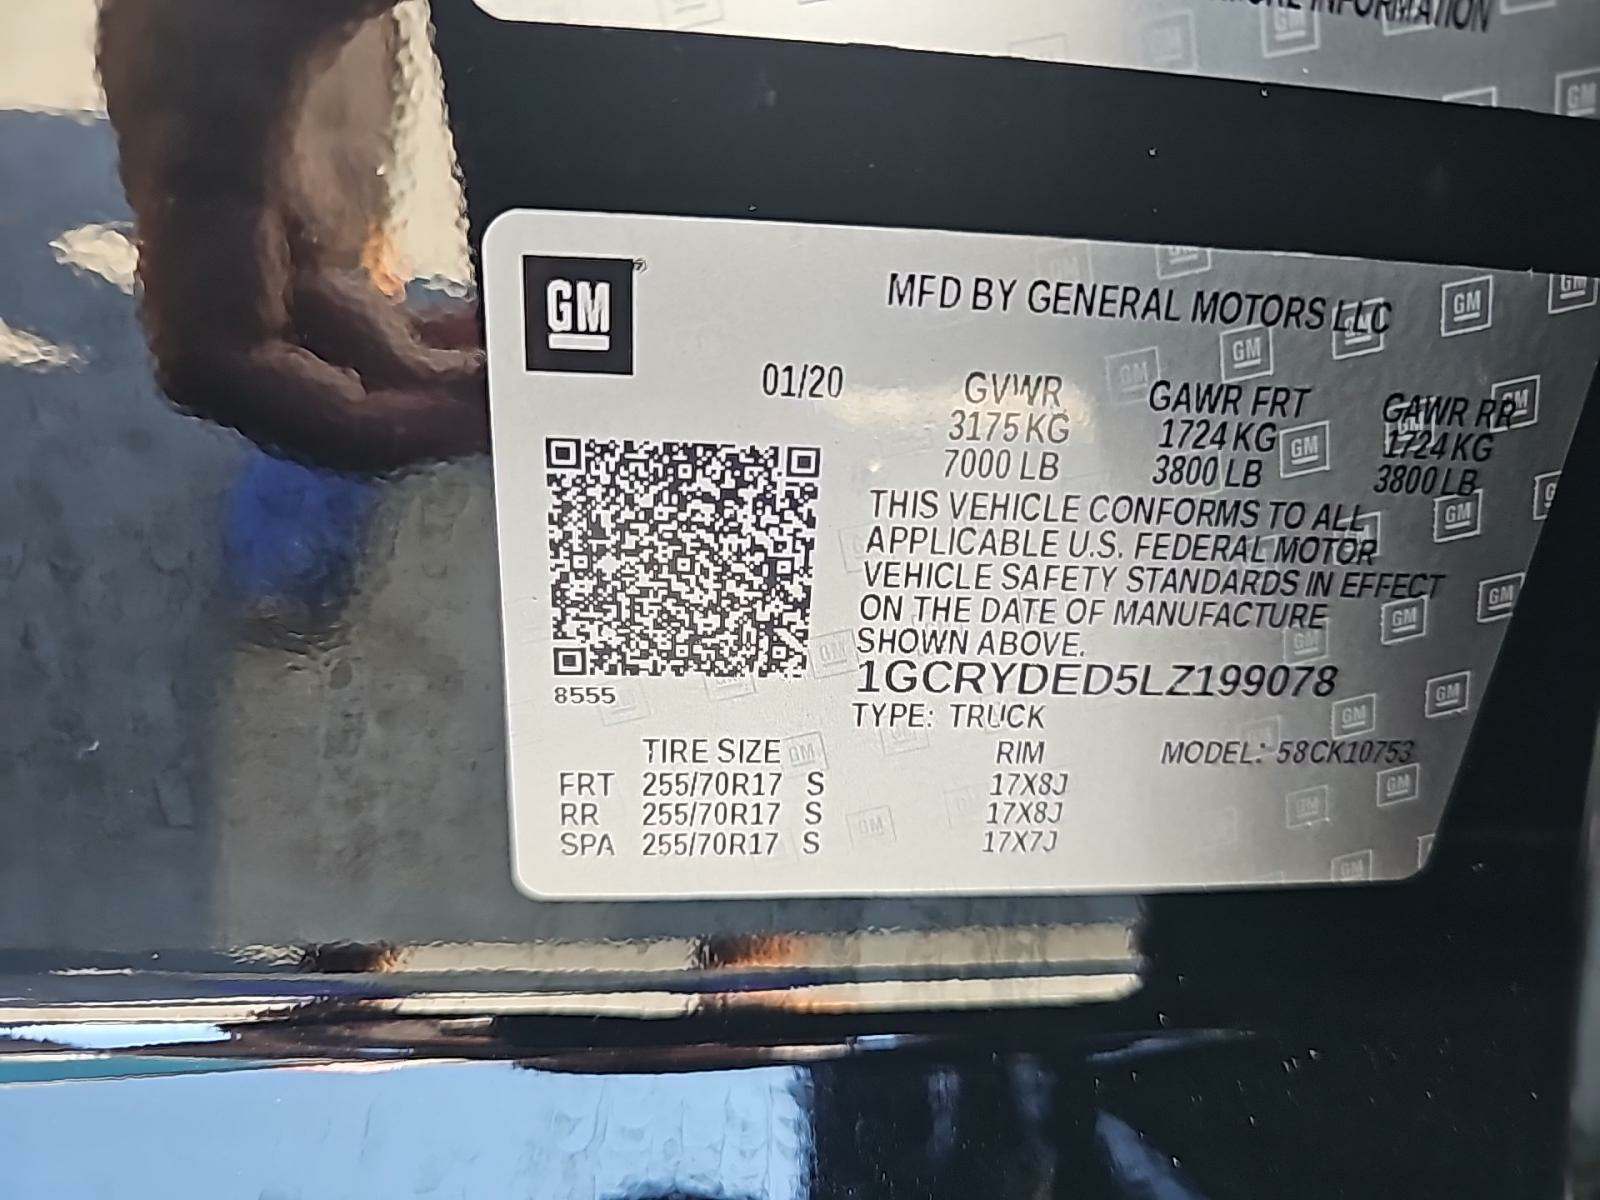 MORE INFORMATION
GM
MFD BY GENERAL MOTORS LLC
01/20
GVWR GAWR FRT GAWR RR
3175 KG 1724 KG 1724 KG
7000 LB 3800 LB 3800 LB
THIS VEHICLE CONFORMS TO ALL
APPLICABLE U.S. FEDERAL MOTOR
VEHICLE SAFETY STANDARDS IN EFFECT
ON THE DATE OF MANUFACTURE
SHOWN ABOVE.
1GCRYDED5LZ199078
8555
TYPE: TRUCK
TIRE SIZE RIM MODEL: 58CK10753
FRT 255/70R17 S 17X8J
RR 255/70R17 S 17X8J
SPA 255/70R17 S 17X7J